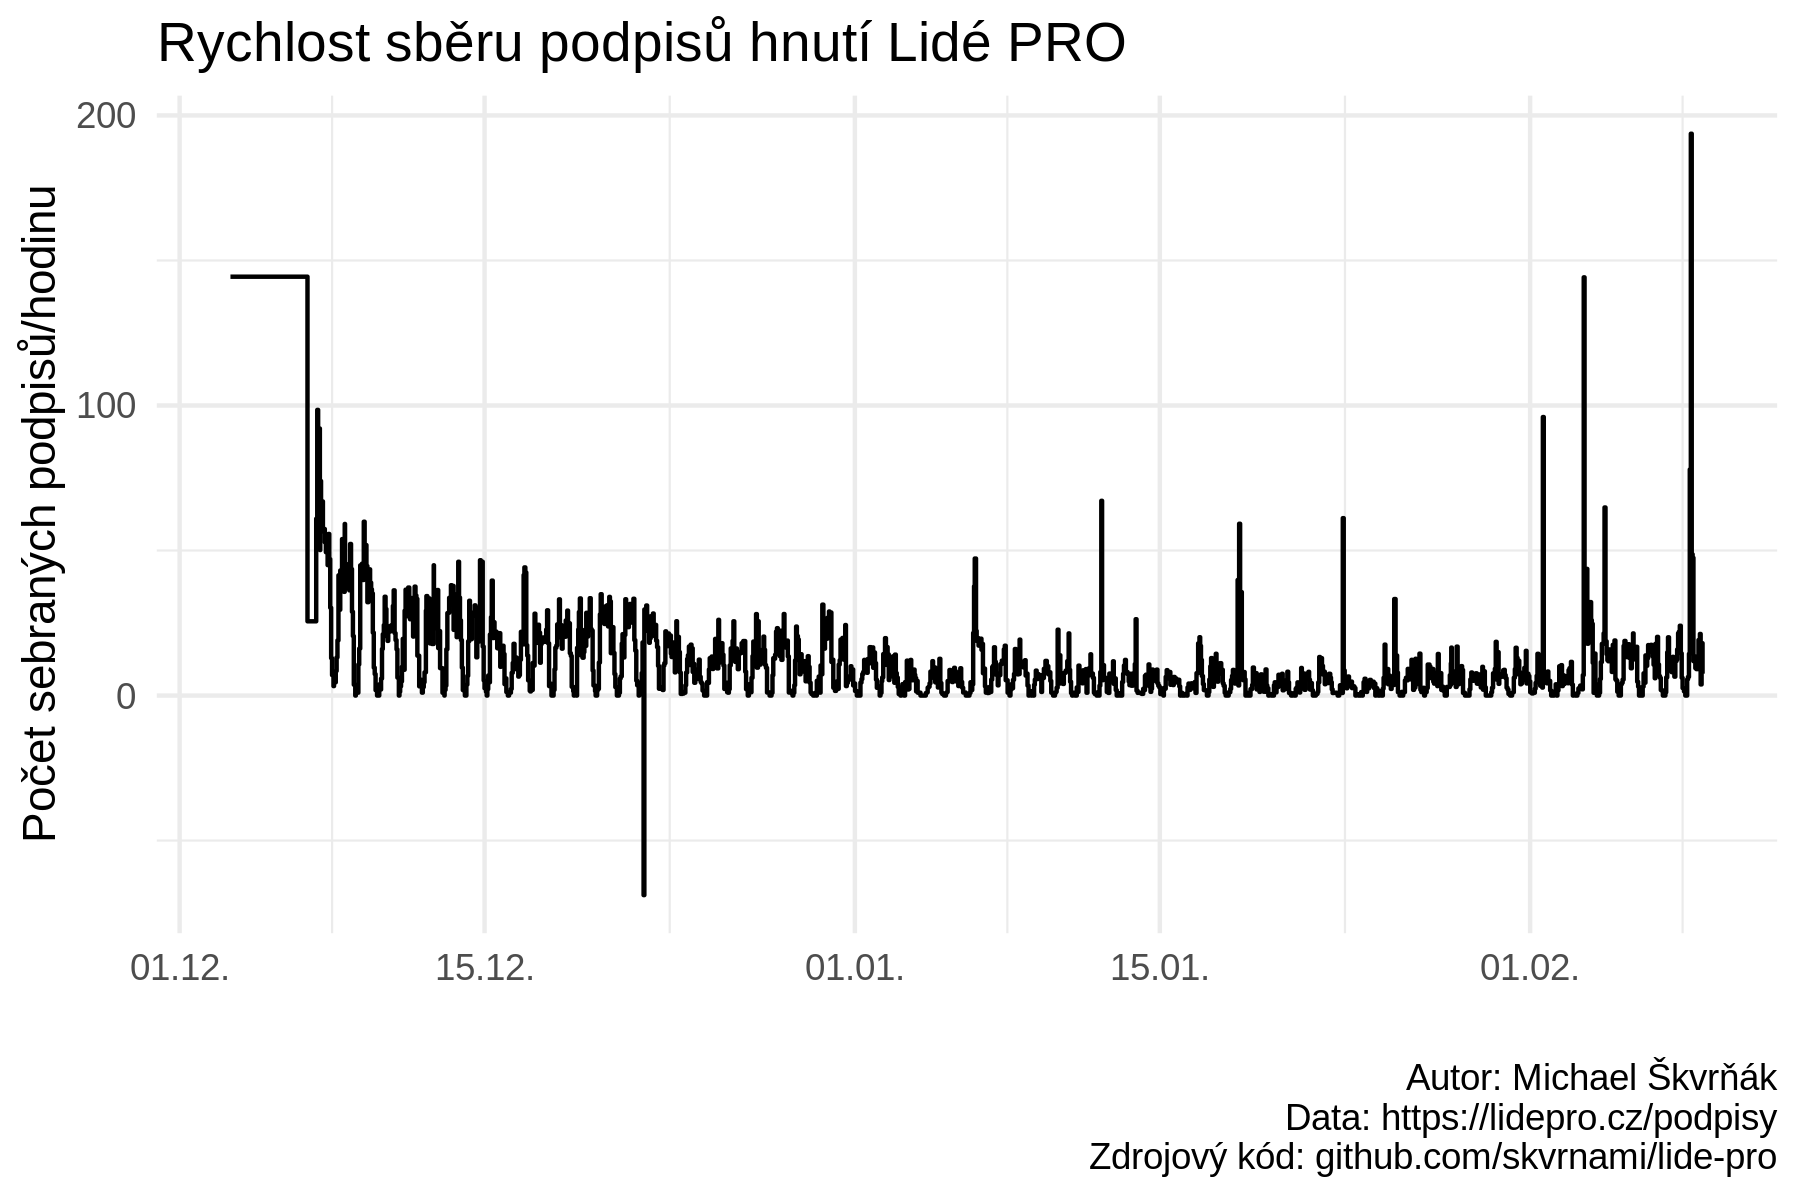 Rychlost sběru podpisů hnutí Lidé PRO
Počet sebraných podpisů/hodinu
200
100
0
01.12.
15.12.
01.01.
15.01.
01.02.
Autor: Michael Škvrňák
Data: https://lidepro.cz/podpisy
Zdrojový kód: github.com/skvrnami/lide-pro